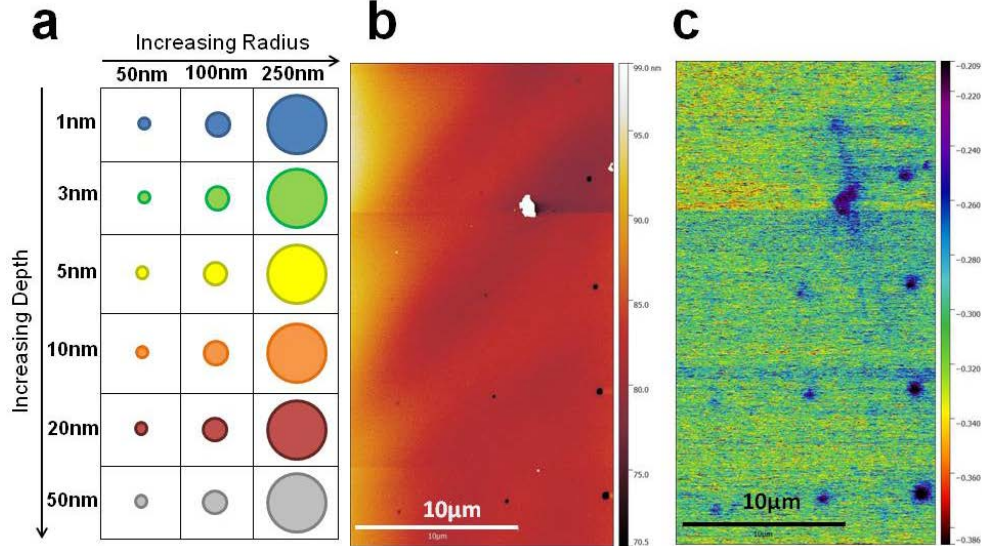 a
Increasing Radius
50nm 100nm 250nm
Increasing Depth
1nm
3nm
5nm
10nm
20nm
50nm
b
99.0 nm
95.0
90.0
85.0
80.0
75.0
70.5
10µm
10µm
c
-0.209
-0.220
-0.240
-0.260
-0.280
-0.300
-0.320
-0.340
-0.360
-0.386
10µm
10µm